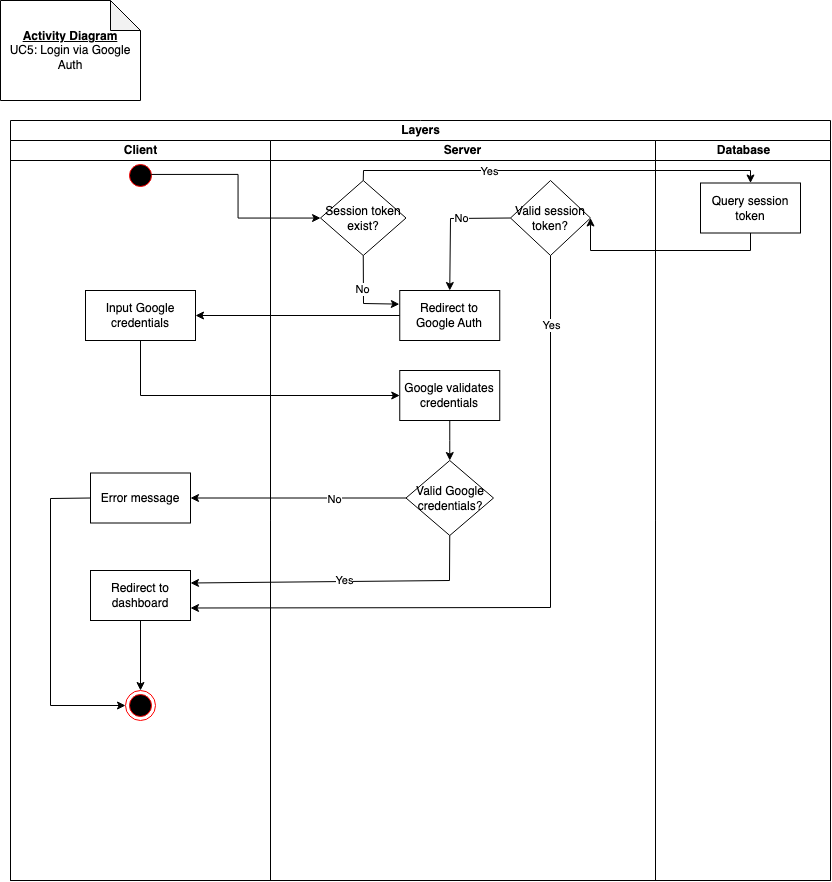 Activity Diagram
UC5: Login via Google
Auth
Layers
Client
Server
Database
Yes
Session token
exist?
Valid session
token?
Query session
token
No
No
Input Google
credentials
Redirect to
Google Auth
Yes
Google validates
credentials
Error message
No
Valid Google
credentials?
Redirect to
dashboard
Yes